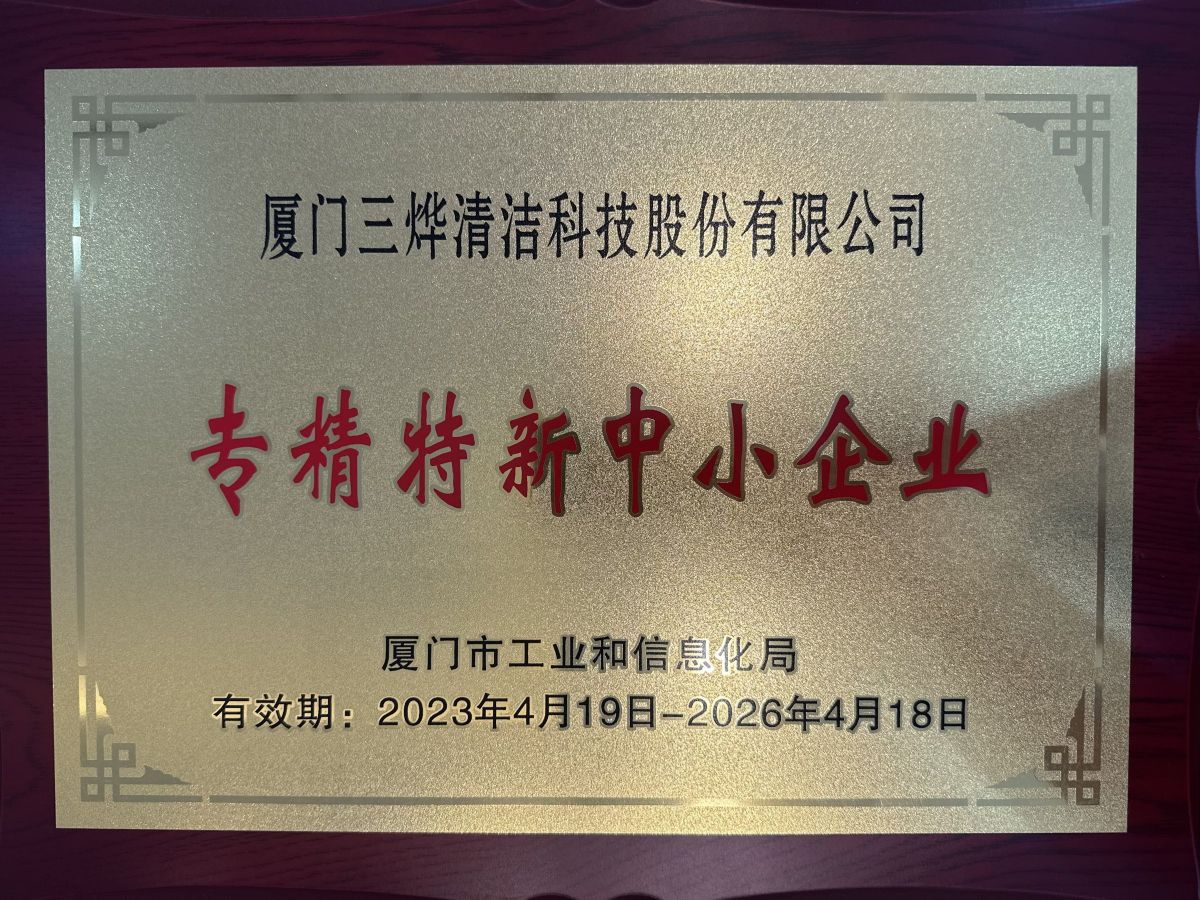 厦门三烨清洁科技股份有限公司
专精特新中小企业
厦门市工业和信息化局
有效期：2023年4月19日-2026年4月18日